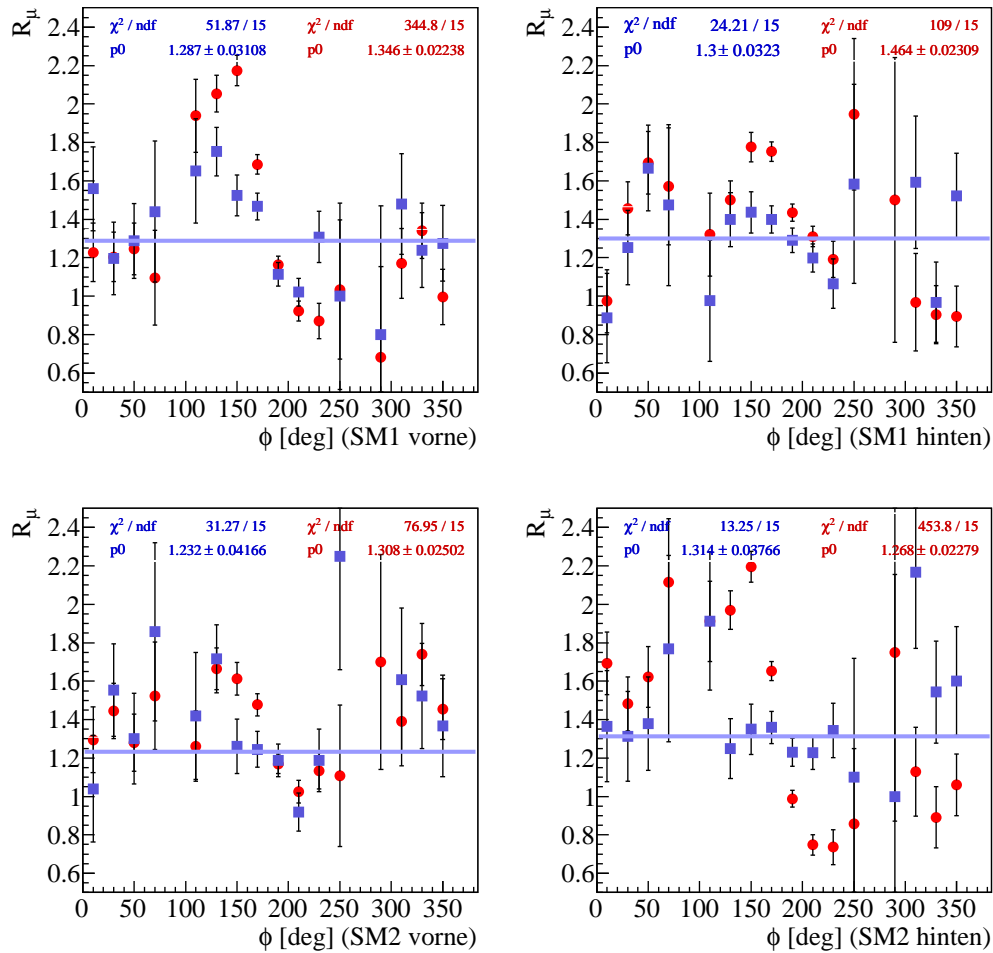 R_μ
χ² / ndf 51.87 / 15 χ² / ndf 344.8 / 15
p0 1.287 ± 0.03108 p0 1.346 ± 0.02238
2.4
2.2
2
1.8
1.6
1.4
1.2
1
0.8
0.6
0 50 100 150 200 250 300 350
ϕ [deg] (SM1 vorne)
R_μ
χ² / ndf 24.21 / 15 χ² / ndf 109 / 15
p0 1.3 ± 0.0323 p0 1.464 ± 0.02309
2.4
2.2
2
1.8
1.6
1.4
1.2
1
0.8
0.6
0 50 100 150 200 250 300 350
ϕ [deg] (SM1 hinten)
R_μ
χ² / ndf 31.27 / 15 χ² / ndf 76.95 / 15
p0 1.232 ± 0.04166 p0 1.308 ± 0.02502
2.4
2.2
2
1.8
1.6
1.4
1.2
1
0.8
0.6
0 50 100 150 200 250 300 350
ϕ [deg] (SM2 vorne)
R_μ
χ² / ndf 13.25 / 15 χ² / ndf 453.8 / 15
p0 1.314 ± 0.03766 p0 1.268 ± 0.02279
2.4
2.2
2
1.8
1.6
1.4
1.2
1
0.8
0.6
0 50 100 150 200 250 300 350
ϕ [deg] (SM2 hinten)